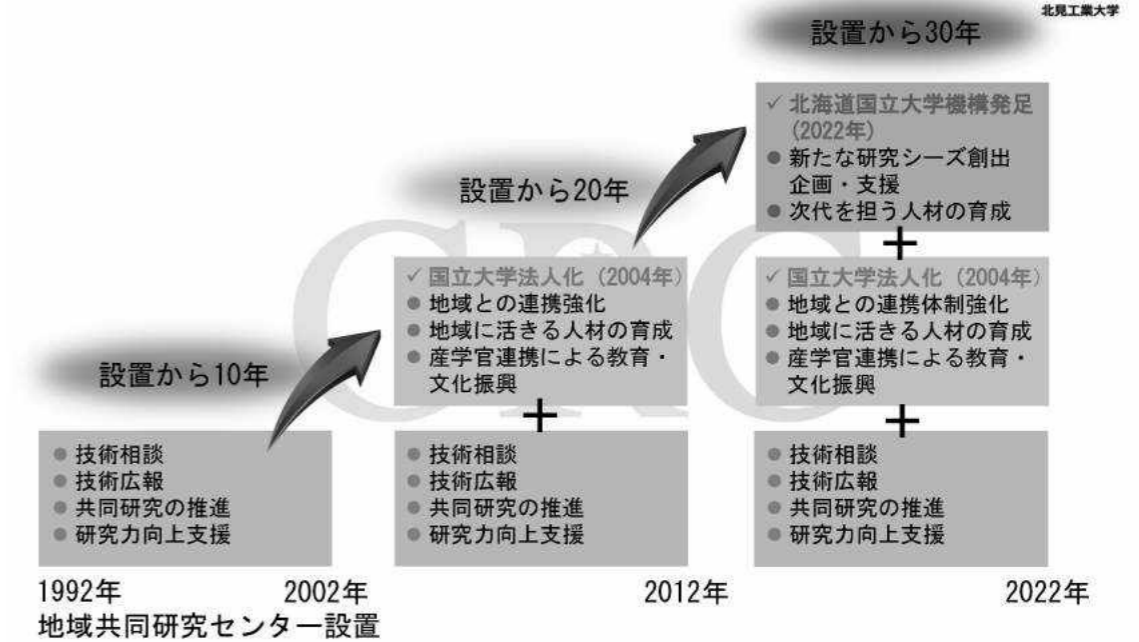 北見工業大学
設置から30年
✓ 北海道国立大学機構発足
(2022年)
● 新たな研究シーズ創出
企画・支援
● 次代を担う人材の育成
+
設置から20年
✓ 国立大学法人化 (2004年)
● 地域との連携強化
● 地域に活きる人材の育成
● 産学官連携による教育・
文化振興
+
✓ 国立大学法人化 (2004年)
● 地域との連携体制強化
● 地域に活きる人材の育成
● 産学官連携による教育・
文化振興
+
設置から10年
● 技術相談
● 技術広報
● 共同研究の推進
● 研究力向上支援
● 技術相談
● 技術広報
● 共同研究の推進
● 研究力向上支援
● 技術相談
● 技術広報
● 共同研究の推進
● 研究力向上支援
CRC
1992年 2002年 2012年 2022年
地域共同研究センター設置